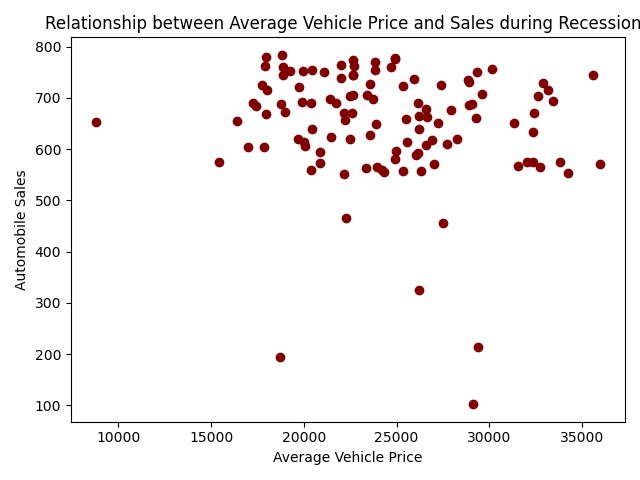 Relationship between Average Vehicle Price and Sales during Recession
Automobile Sales
800
700
600
500
400
300
200
100
10000 15000 20000 25000 30000 35000
Average Vehicle Price